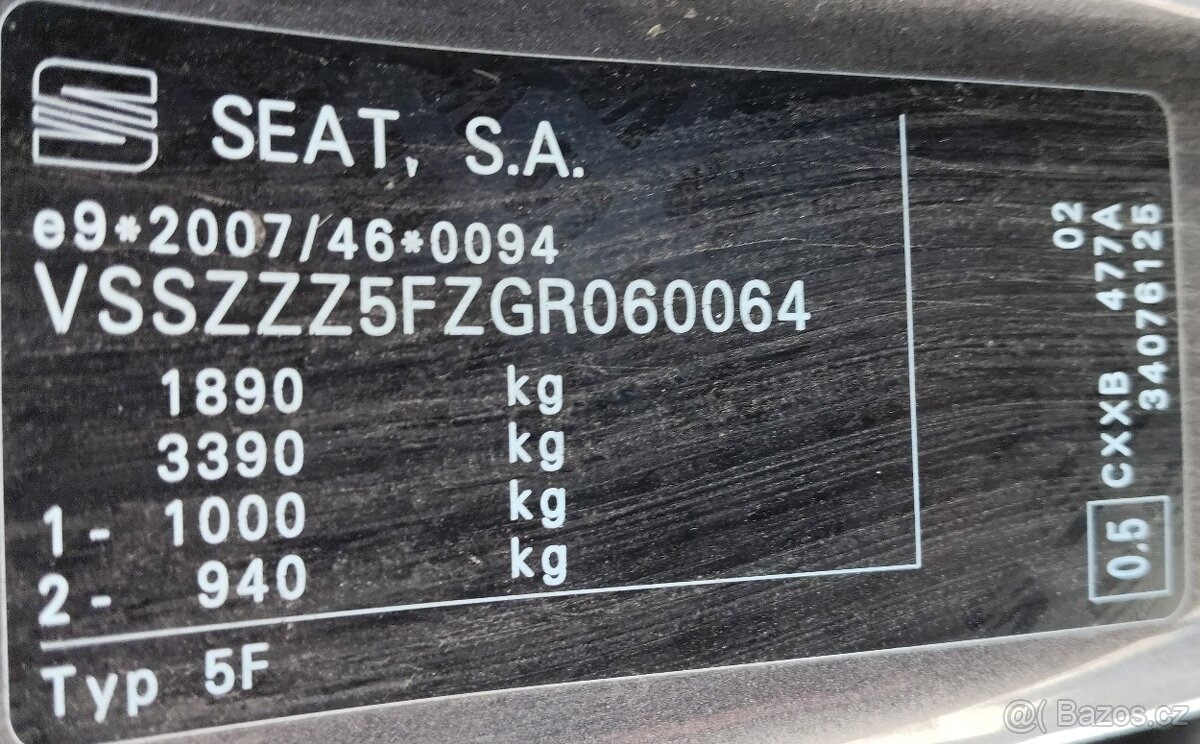 SEAT, S.A.
e9*2007/46*0094
VSSZZZ5FZGR060064
1890 kg
3390 kg
1- 1000 kg
2- 940 kg
Typ 5F
02
0.5 CXXB 477A
34076125
@( Bazos.cz